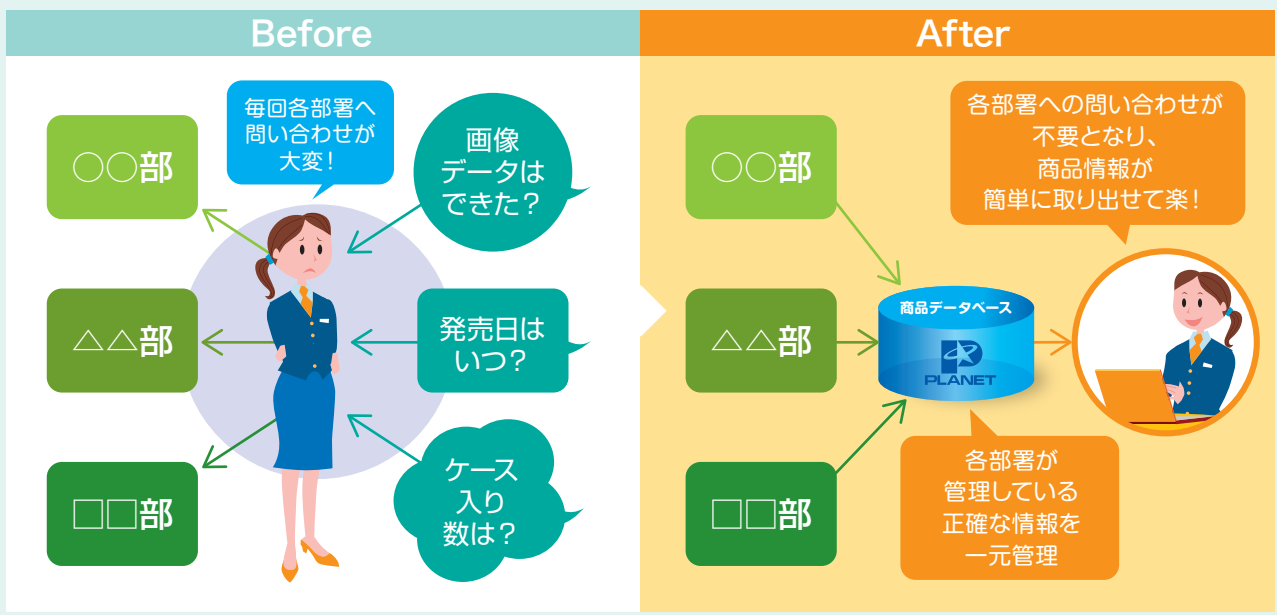 Before
毎回各部署へ
問い合わせが
大変！
○○部
△△部
□□部
画像
データは
できた？
発売日は
いつ？
ケース
入り
数は？
After
各部署への問い合わせが
不要となり、
商品情報が
簡単に取り出せて楽！
○○部
△△部
□□部
商品データベース
PLANET
各部署が
管理している
正確な情報を
一元管理